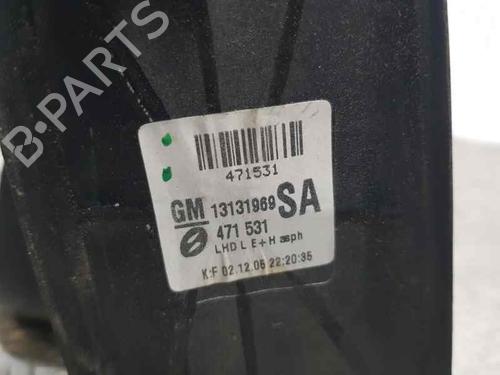 B-PARTS
471531
GM 13131969 SA
471 531
LHD L E+H asph
K:F 02.12.06 22:20:35